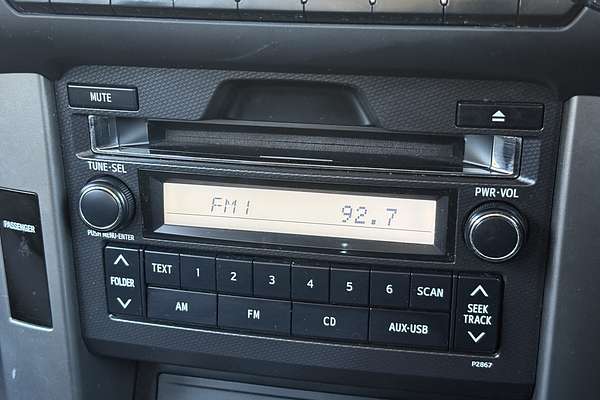 MUTE
TUNE·SEL
PWR·VOL
FM1 92.7
PUSH MENU·ENTER
PASSENGER
FOLDER
TEXT 1 2 3 4 5 6 SCAN
AM FM CD AUX·USB
SEEK
TRACK
P2867